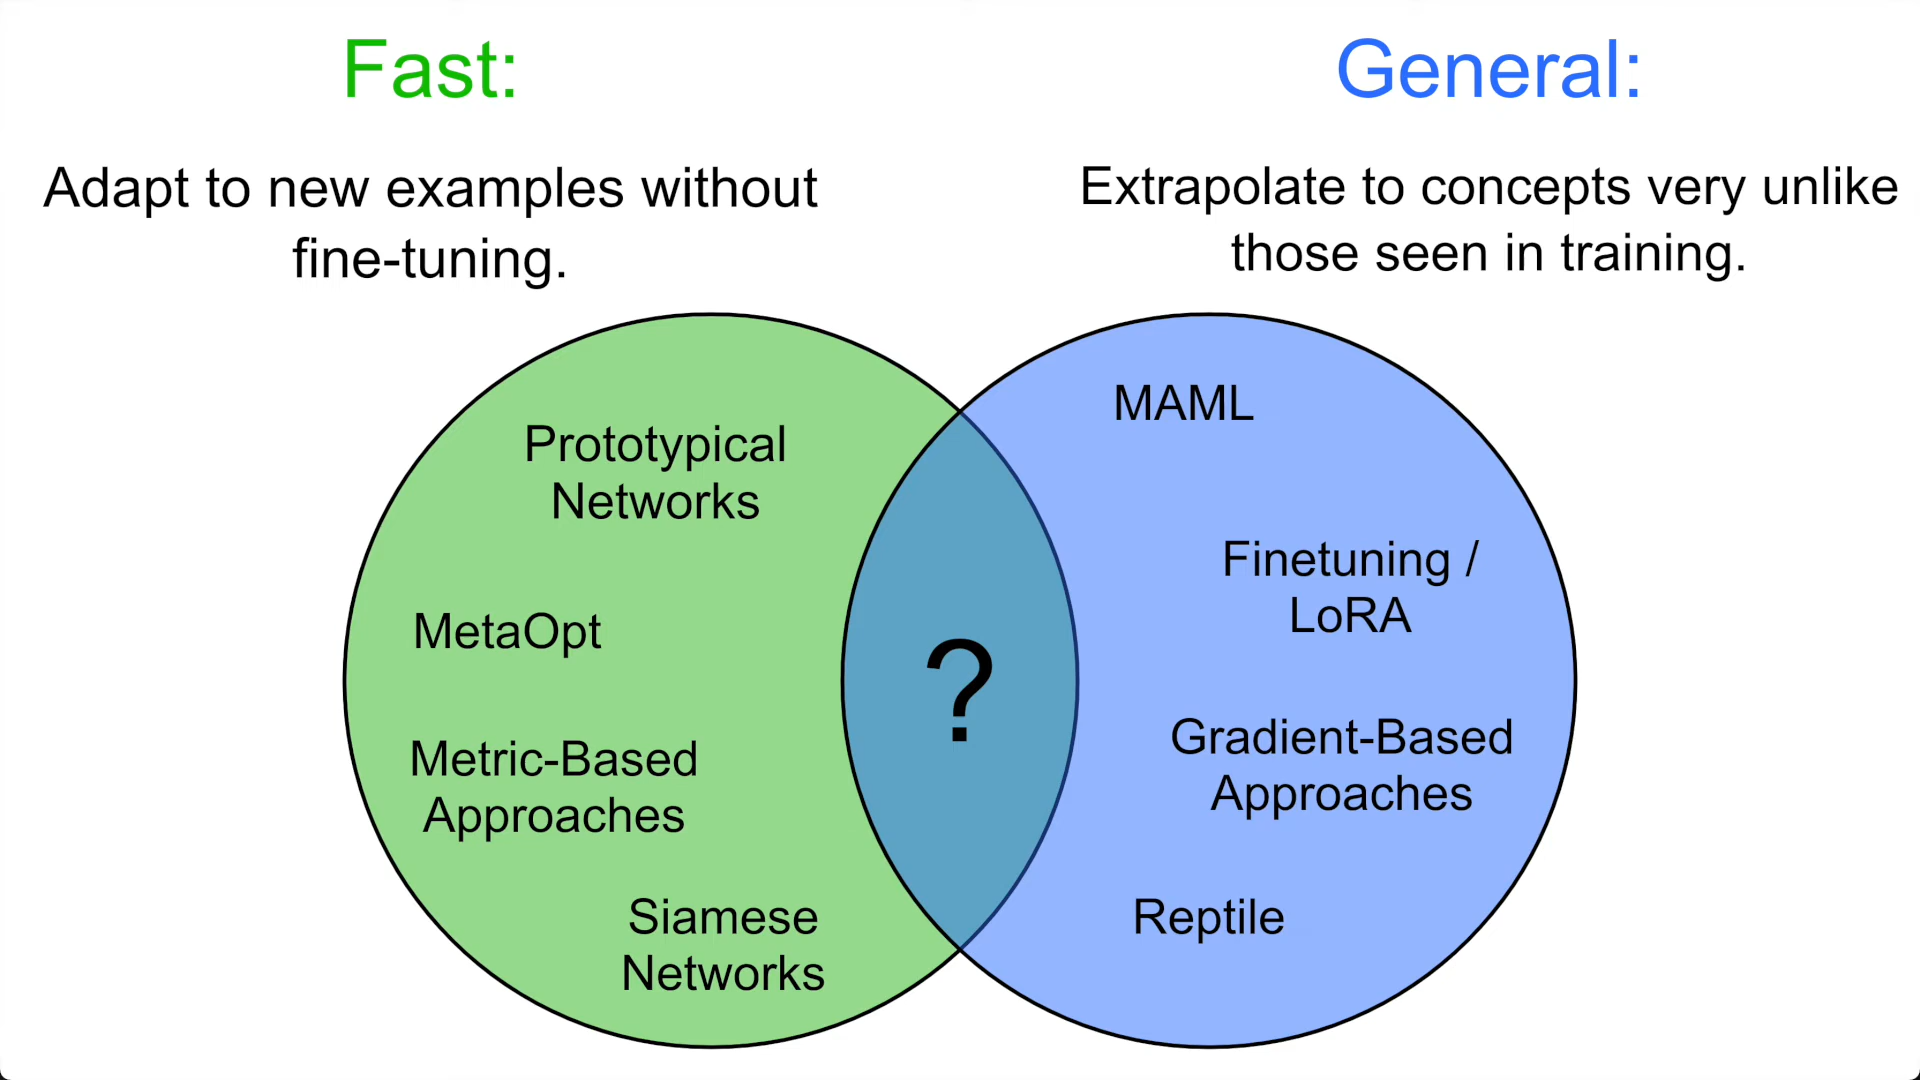 Fast:
Adapt to new examples without
fine-tuning.
General:
Extrapolate to concepts very unlike
those seen in training.
Prototypical
Networks
MetaOpt
Metric-Based
Approaches
Siamese
Networks
?
MAML
Finetuning /
LoRA
Gradient-Based
Approaches
Reptile